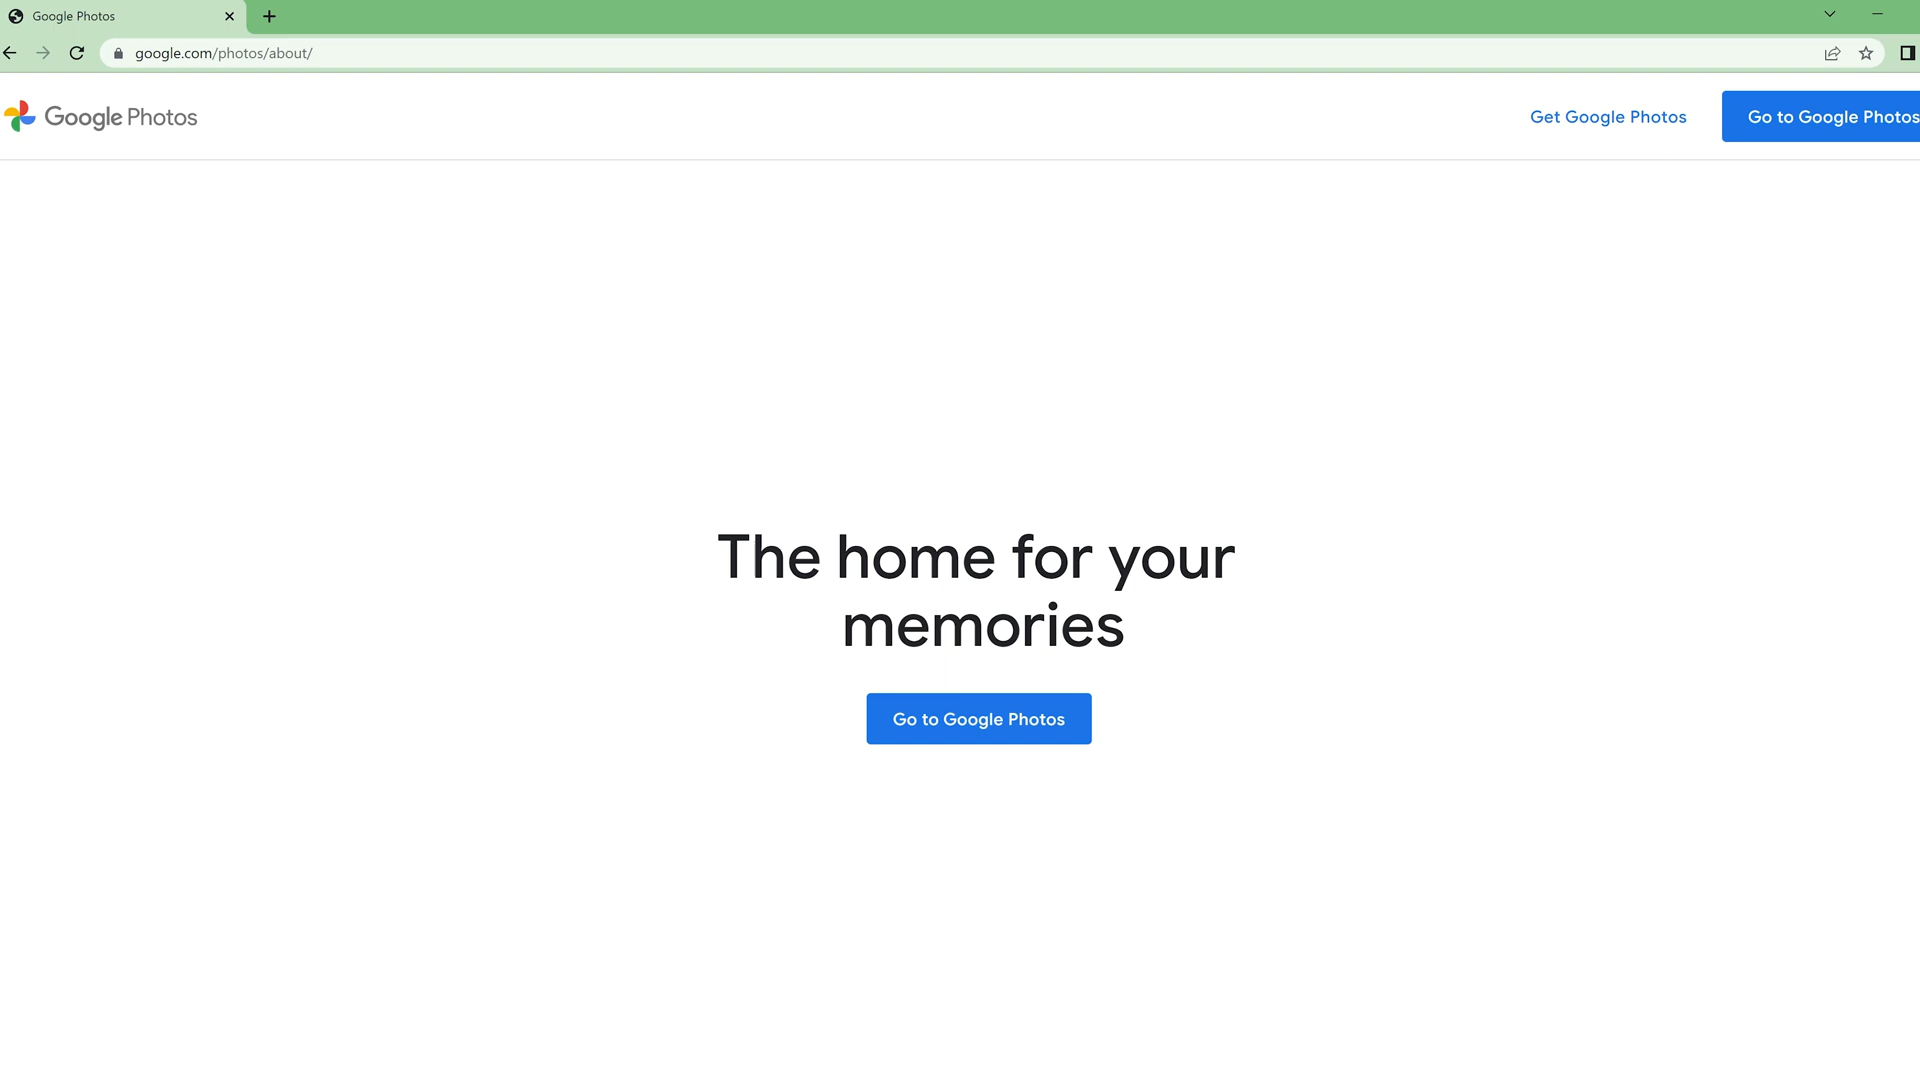 Google Photos
google.com/photos/about/
Google Photos
Get Google Photos
Go to Google Photos
The home for your
memories
Go to Google Photos